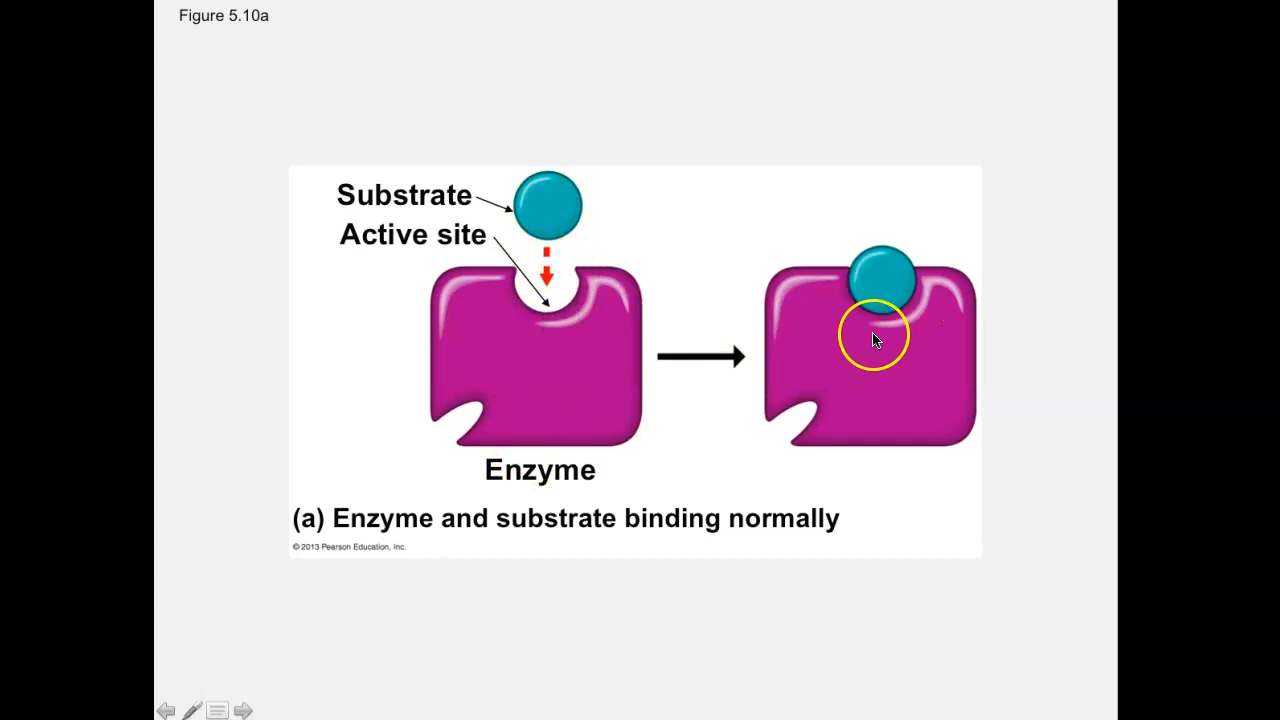 Figure 5.10a
Substrate
Active site
Enzyme
(a) Enzyme and substrate binding normally
© 2013 Pearson Education, Inc.